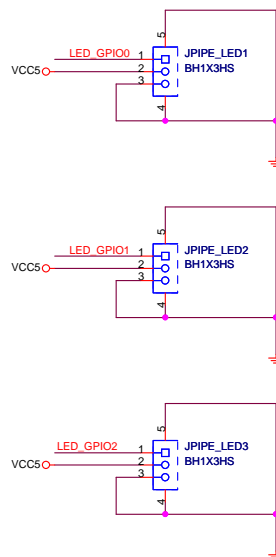 5
LED_GPIO0 1 JPIPE_LED1
VCC5 2 BH1X3HS
3
4
5
LED_GPIO1 1 JPIPE_LED2
VCC5 2 BH1X3HS
3
4
5
LED_GPIO2 1 JPIPE_LED3
VCC5 2 BH1X3HS
3
4